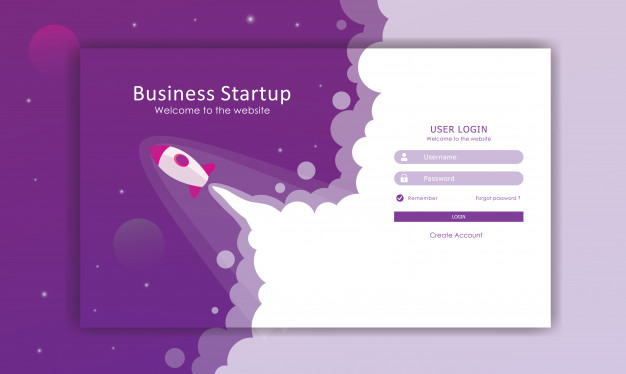 Business Startup
Welcome to the website
USER LOGIN
Welcome to the website
Username
Password
Remember
Forgot pasword ?
LOGIN
Create Account